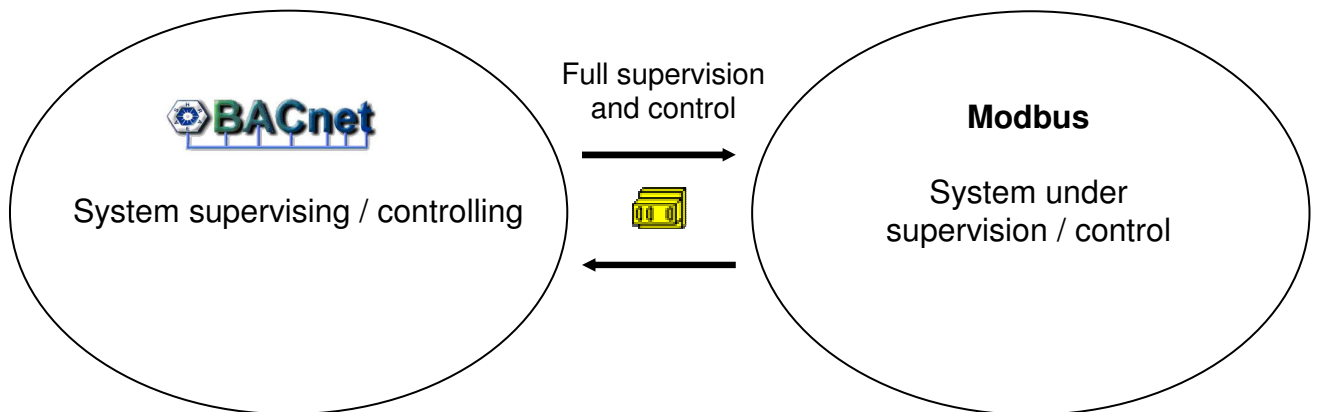 BACnet
System supervising / controlling
Full supervision
and control
Modbus
System under
supervision / control